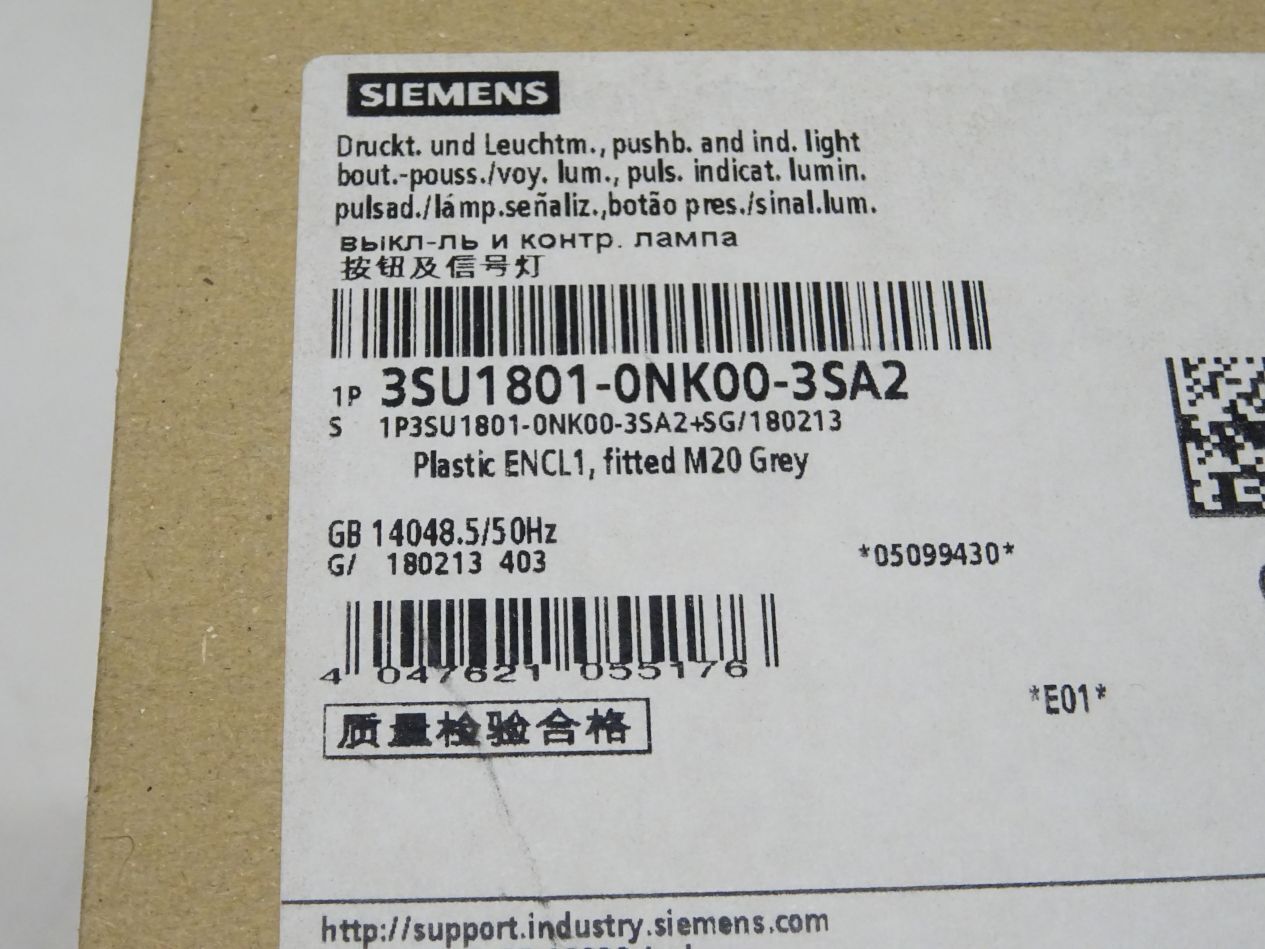 SIEMENS
Druckt. und Leuchtm., pushb. and ind. light
bout.-pouss./voy. lum., puls. indicat. lumin.
pulsad./lámp.señaliz.,botão pres./sinal.lum.
выкл-ль и контр. лампа
按钮及信号灯
1P 3SU1801-0NK00-3SA2
S 1P3SU1801-0NK00-3SA2+SG/180213
Plastic ENCL1, fitted M20 Grey
GB 14048.5/50Hz
G/ 180213 403 *05099430*
4 047621 055176
*E01*
质量检验合格
http://support.industry.siemens.com